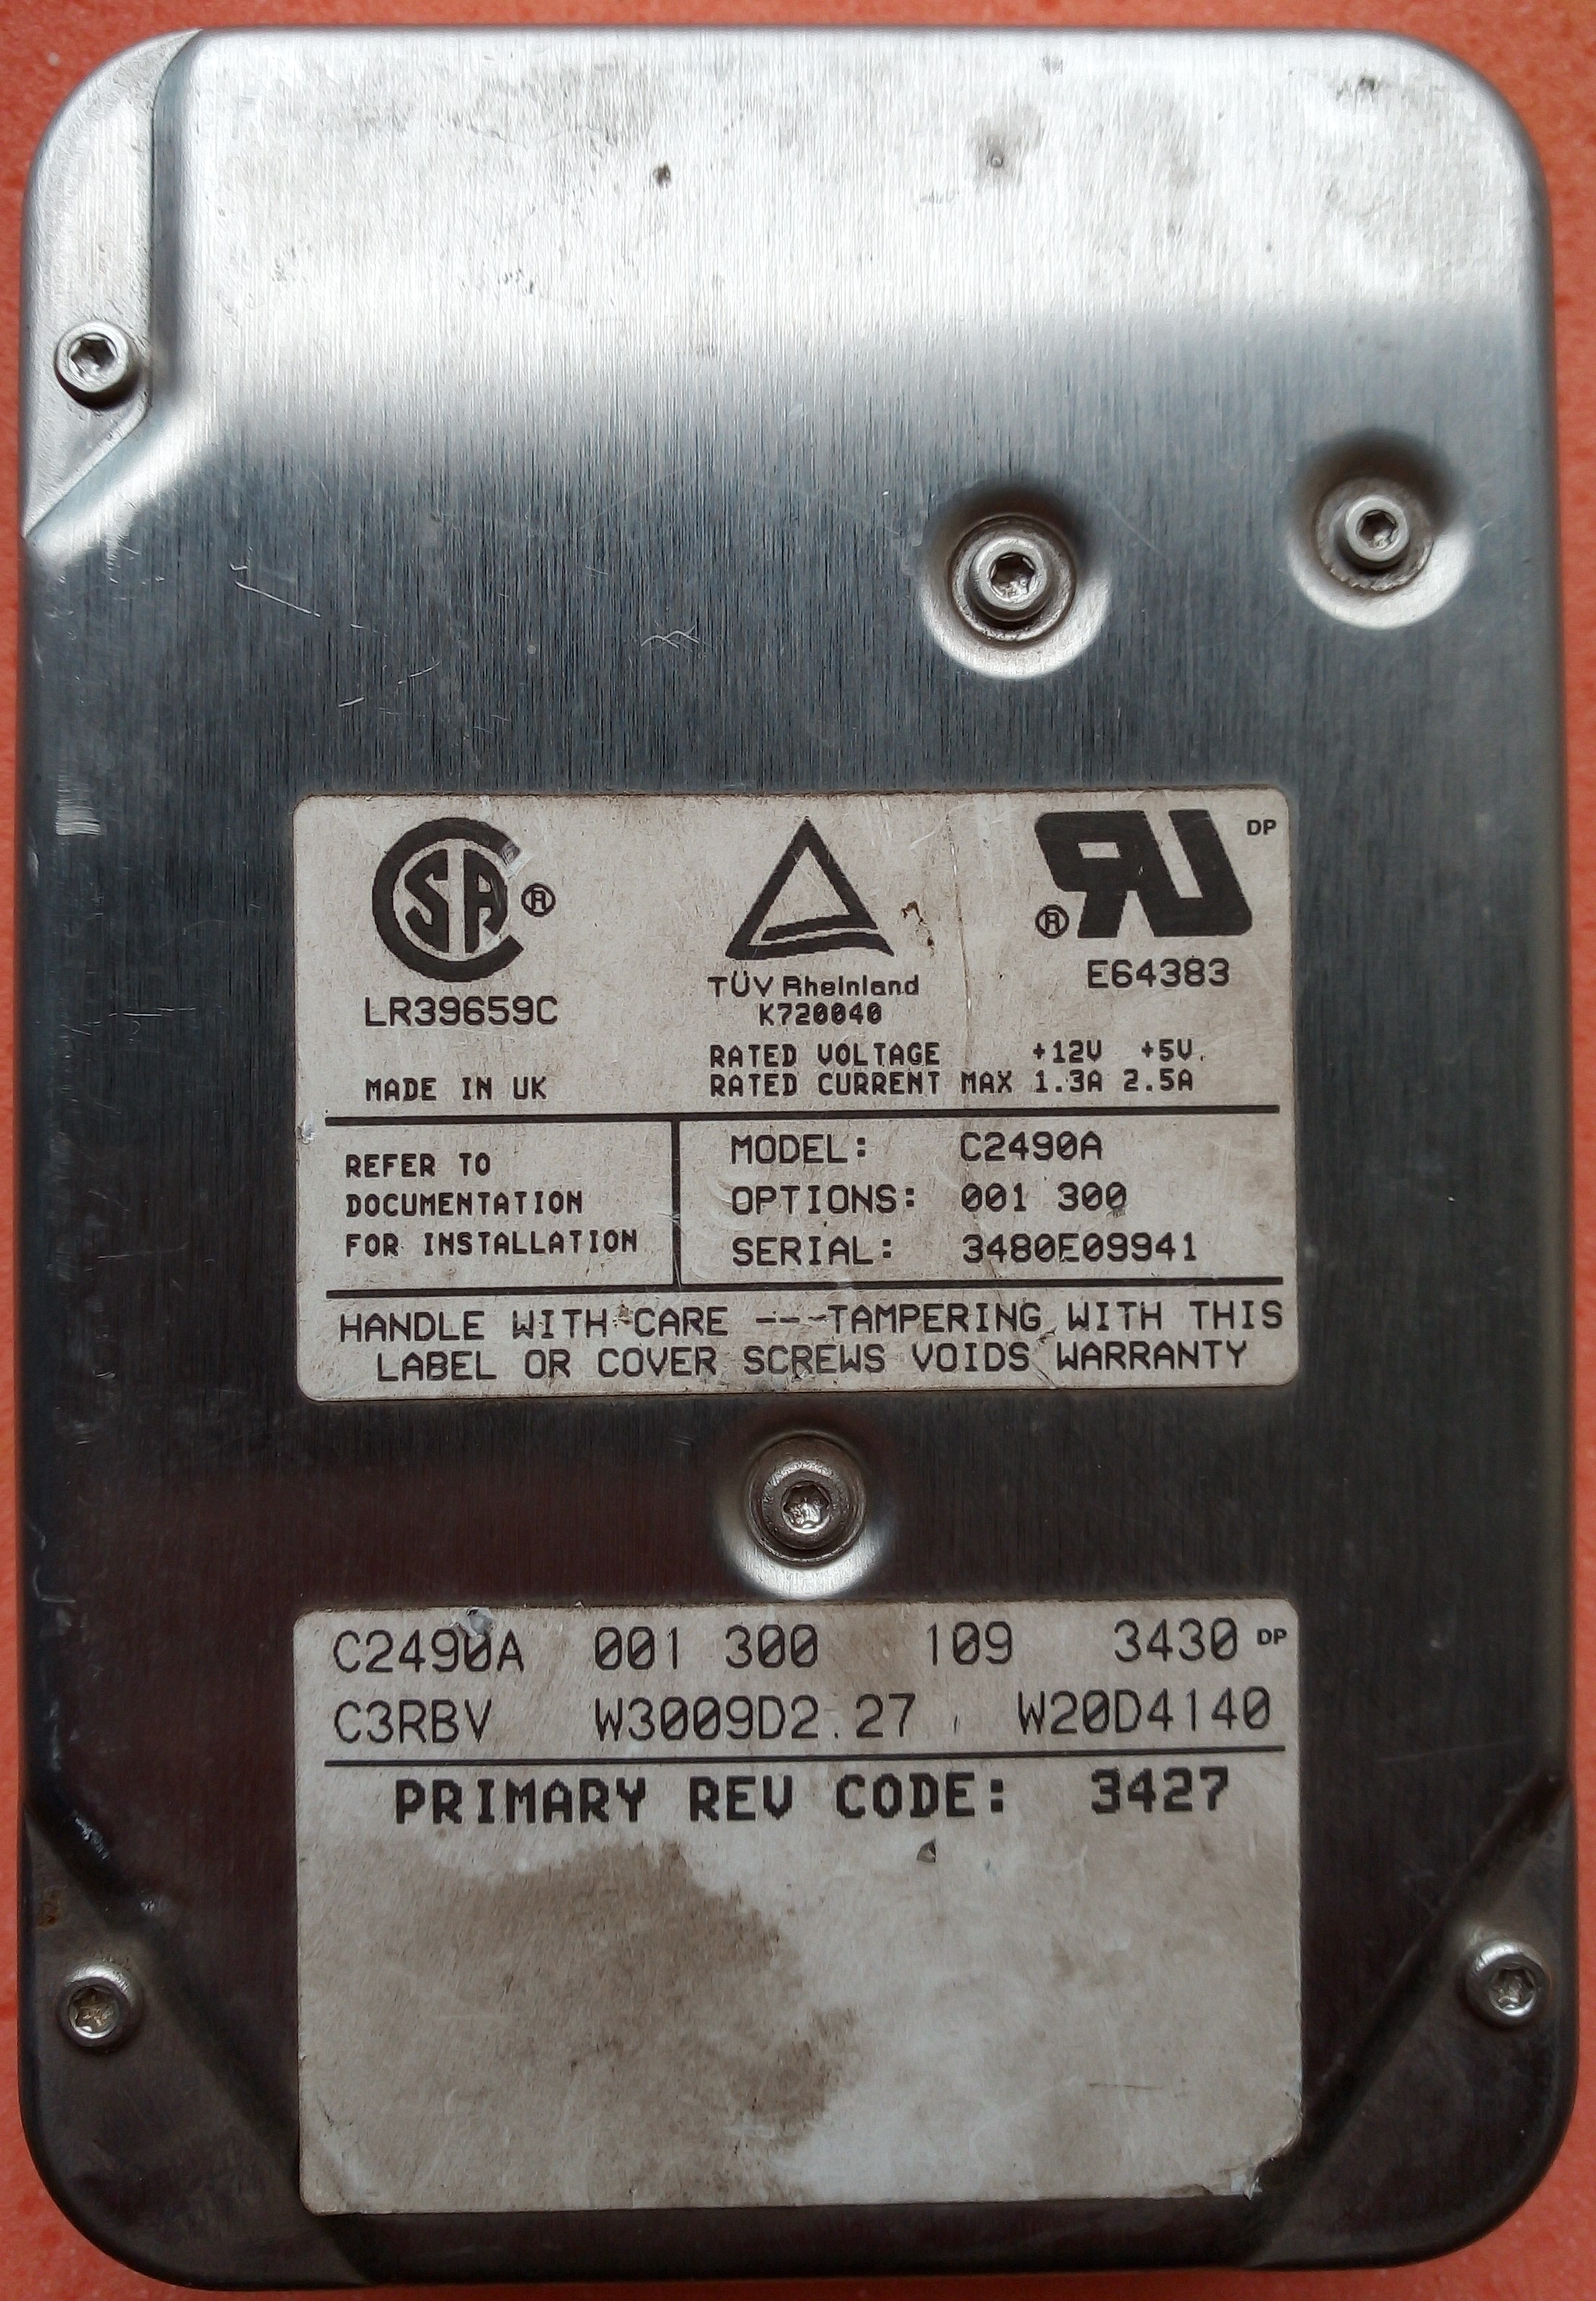 CSA ® TÜV Rheinland ® RU DP
LR39659C K720040 E64383
RATED VOLTAGE +12V +5V
MADE IN UK RATED CURRENT MAX 1.3A 2.5A
REFER TO MODEL: C2490A
DOCUMENTATION OPTIONS: 001 300
FOR INSTALLATION SERIAL: 3480E09941
HANDLE WITH CARE ---TAMPERING WITH THIS
LABEL OR COVER SCREWS VOIDS WARRANTY
C2490A 001 300 109 3430 DP
C3RBV W3009D2.27 W20D4140
PRIMARY REV CODE: 3427